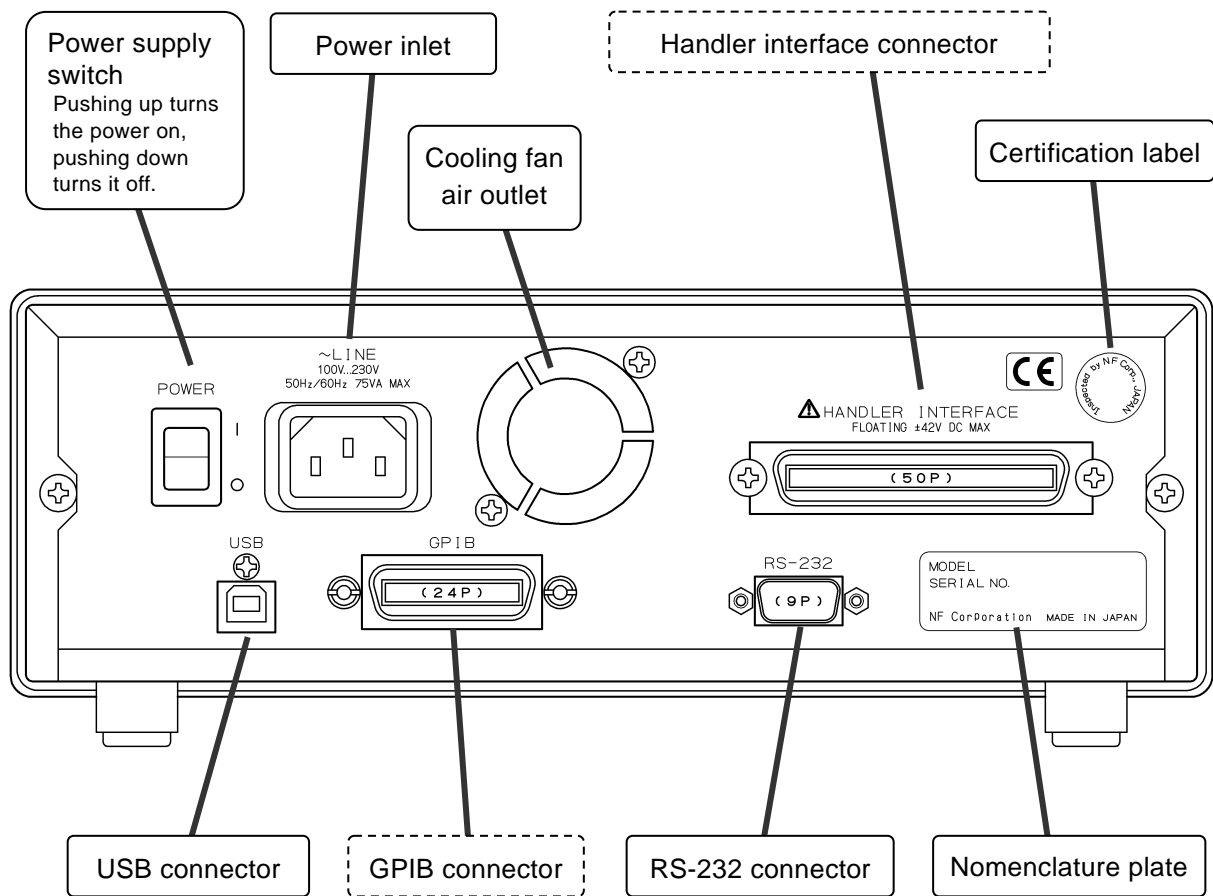 Power supply
switch
Pushing up turns
the power on,
pushing down
turns it off.
Power inlet
Handler interface connector
Cooling fan
air outlet
Certification label
~LINE
100V...230V
50Hz/60Hz 75VA MAX
POWER
I
O
CE
Inspected by NF Corp., JAPAN
⚠HANDLER INTERFACE
FLOATING ±42V DC MAX
(50P)
USB
GPIB
(24P)
RS-232
(9P)
MODEL
SERIAL NO.
NF Corporation MADE IN JAPAN
USB connector
GPIB connector
RS-232 connector
Nomenclature plate